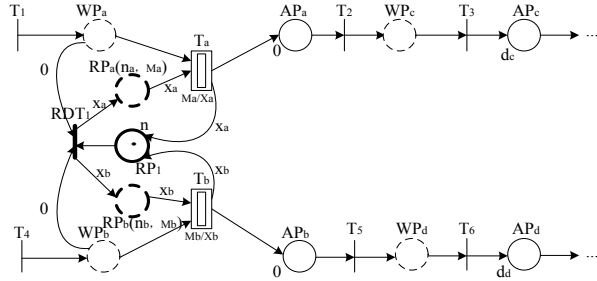 T1 WPa Ta APa T2 WPc T3 APc
0 RPa(na, Ma) 0 dc ...
xa xa Ma/Xa
RDT1 n xa
RP1
xb xb Tb xb
0 RPb(nb, Mb) Mb/Xb
T4 WPb APb T5 WPd T6 APd
0 dd ...